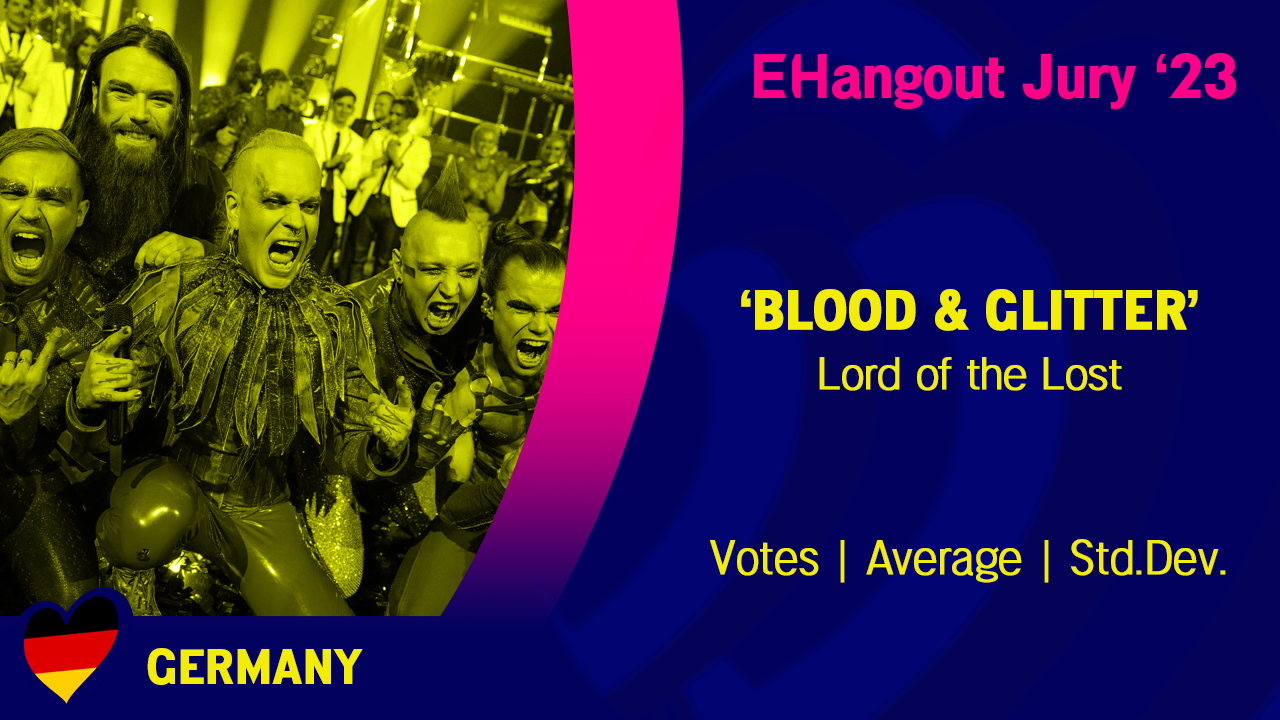 EHangout Jury ‘23
‘BLOOD & GLITTER’
Lord of the Lost
Votes | Average | Std.Dev.
GERMANY